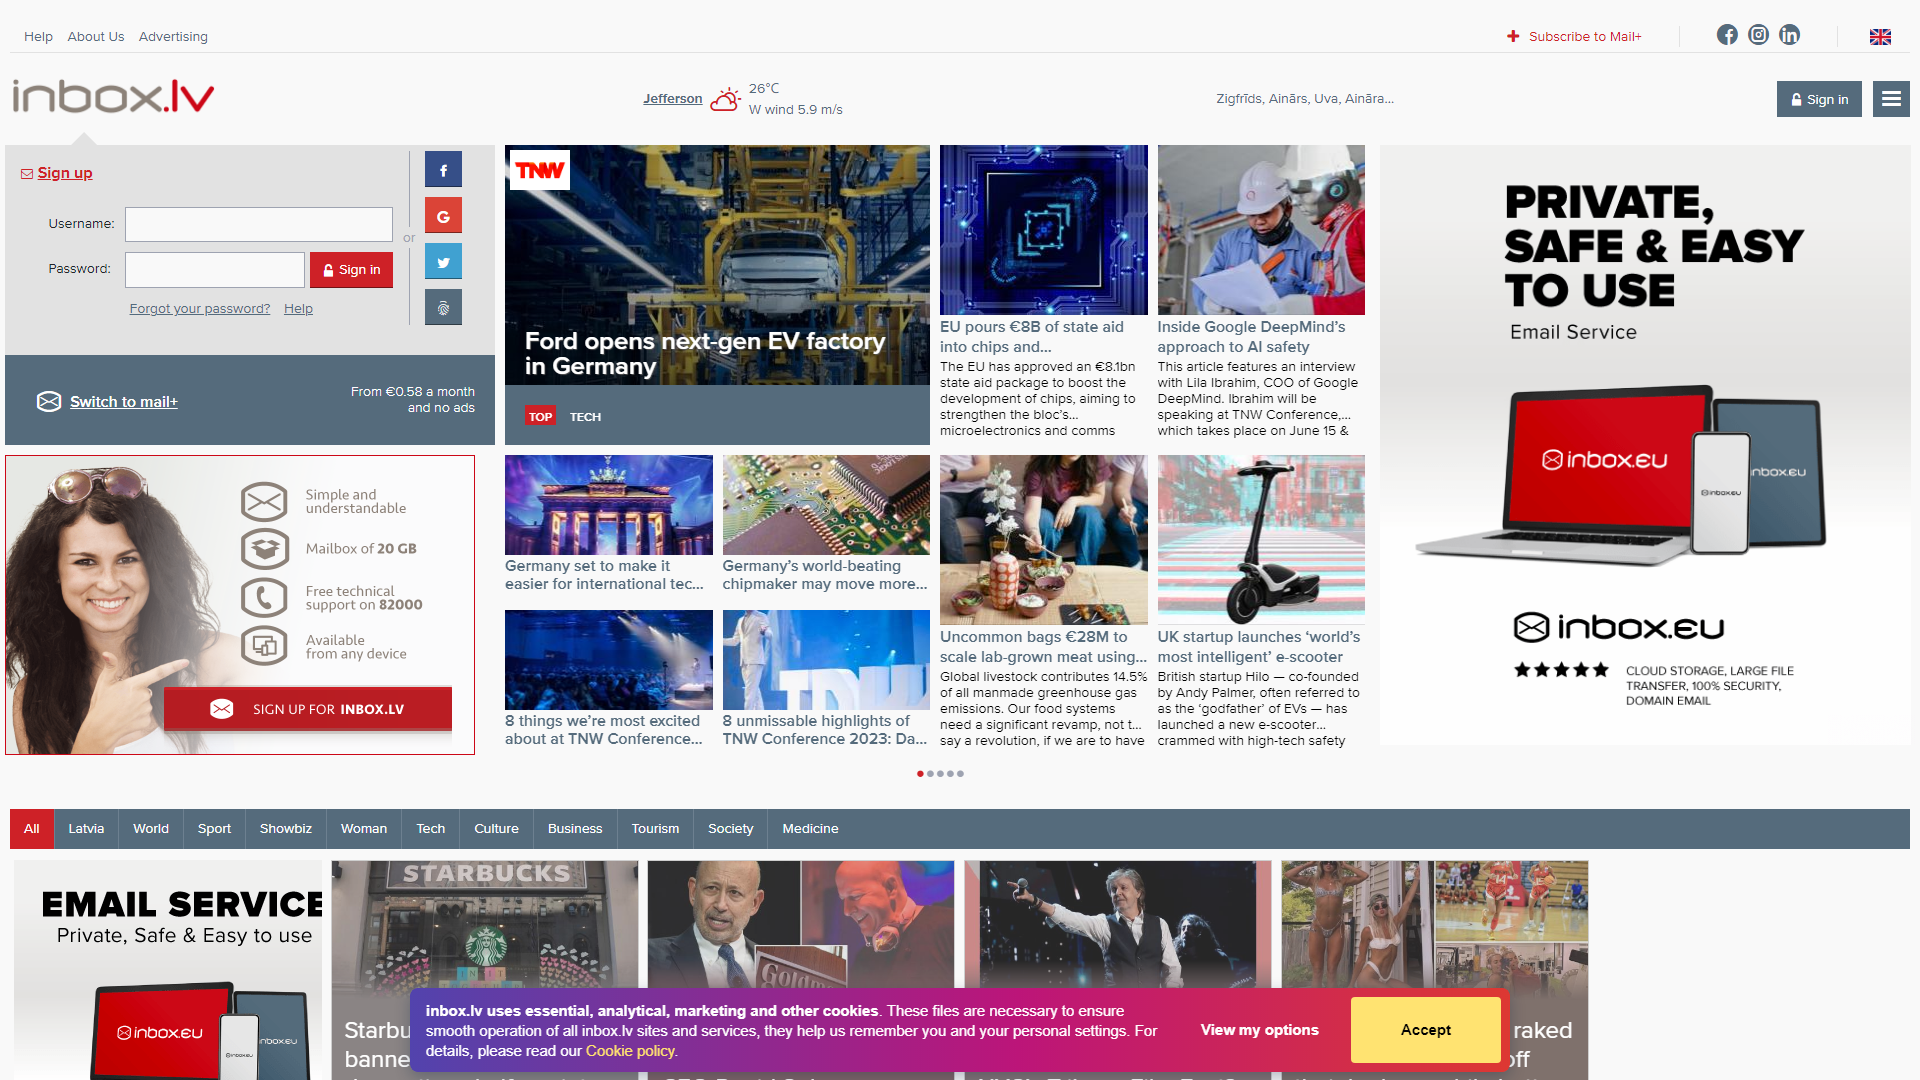 Help About Us Advertising
Subscribe to Mail+
inbox.lv
Jefferson
26°C
W wind 5.9 m/s
Zigfrīds, Ainārs, Uva, Aināra...
Sign in
Sign up
Username:
Password:
Sign in
or
Forgot your password? Help
Switch to mail+
From €0.58 a month
and no ads
Simple and
understandable
Mailbox of 20 GB
Free technical
support on 82000
Available
from any device
SIGN UP FOR INBOX.LV
TNW
Ford opens next-gen EV factory
in Germany
TOP TECH
Germany set to make it
easier for international tec...
Germany’s world-beating
chipmaker may move more...
8 things we’re most excited
about at TNW Conference...
8 unmissable highlights of
TNW Conference 2023: Da...
EU pours €8B of state aid
into chips and...
The EU has approved an €8.1bn
state aid package to boost the
development of chips, aiming to
strengthen the bloc’s...
microelectronics and comms
Inside Google DeepMind’s
approach to AI safety
This article features an interview
with Lila Ibrahim, COO of Google
DeepMind. Ibrahim will be
speaking at TNW Conference,...
which takes place on June 15 &
Uncommon bags €28M to
scale lab-grown meat using...
Global livestock contributes 14.5%
of all manmade greenhouse gas
emissions. Our food systems
need a significant revamp, not t...
say a revolution, if we are to have
UK startup launches ‘world’s
most intelligent’ e-scooter
British startup Hilo — co-founded
by Andy Palmer, often referred to
as the ‘godfather’ of EVs — has
launched a new e-scooter...
crammed with high-tech safety
PRIVATE,
SAFE & EASY
TO USE
Email Service
inbox.eu
inbox.eu
inbox.eu
inbox.eu
CLOUD STORAGE, LARGE FILE
TRANSFER, 100% SECURITY,
DOMAIN EMAIL
All Latvia World Sport Showbiz Woman Tech Culture Business Tourism Society Medicine
EMAIL SERVICE
Private, Safe & Easy to use
inbox.eu
inbox.eu
inbox.eu
STARBUCKS
Starbu
banne
raked
off
inbox.lv uses essential, analytical, marketing and other cookies. These files are necessary to ensure
smooth operation of all inbox.lv sites and services, they help us remember you and your personal settings. For
details, please read our Cookie policy.
View my options
Accept